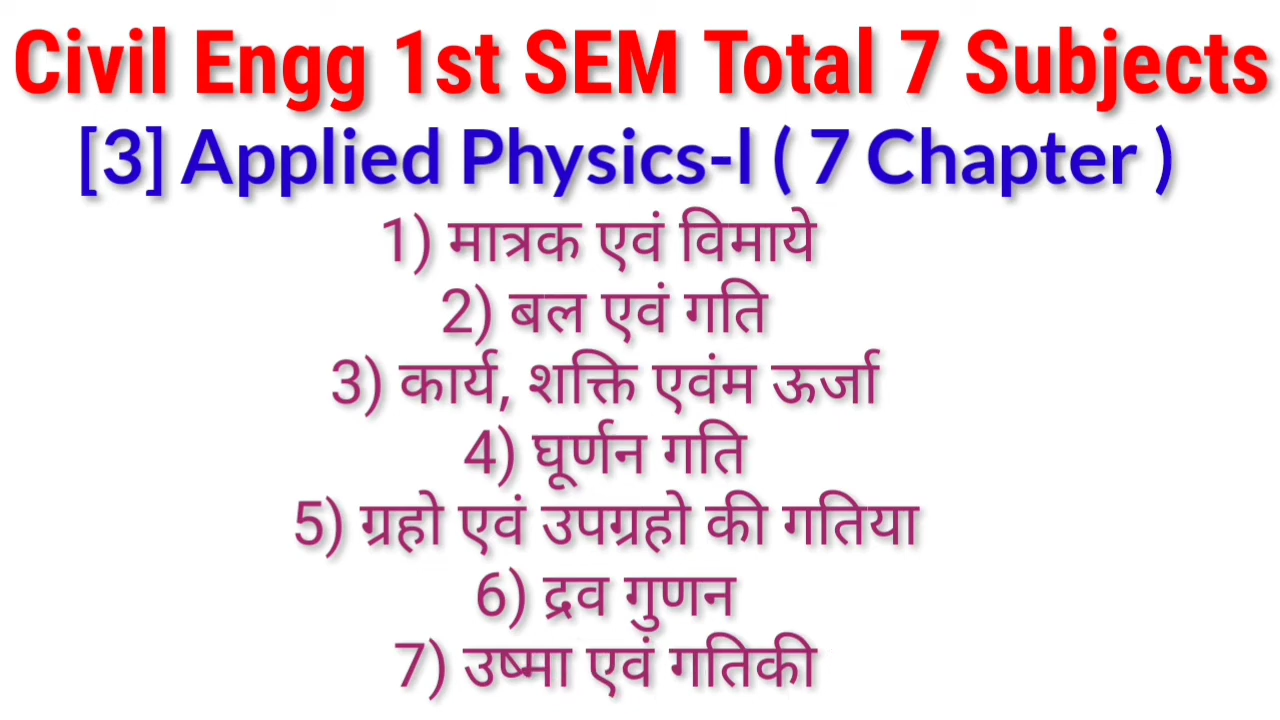 Civil Engg 1st SEM Total 7 Subjects
[3] Applied Physics-l ( 7 Chapter )
1) मात्रक एवं विमाये
2) बल एवं गति
3) कार्य, शक्ति एवंम ऊर्जा
4) घूर्णन गति
5) ग्रहो एवं उपग्रहो की गतिया
6) द्रव गुणन
7) उष्मा एवं गतिकी